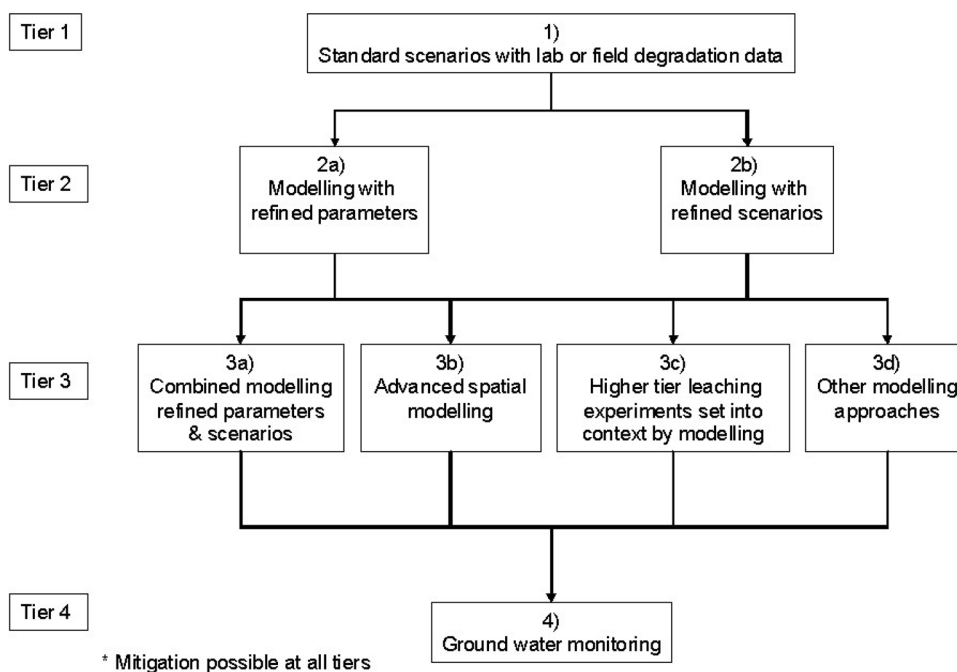 Tier 1
1)
Standard scenarios with lab or field degradation data
Tier 2
2a)
Modelling with
refined parameters
2b)
Modelling with
refined scenarios
Tier 3
3a)
Combined modelling
refined parameters
& scenarios
3b)
Advanced spatial
modelling
3c)
Higher tier leaching
experiments set into
context by modelling
3d)
Other modelling
approaches
Tier 4
4)
Ground water monitoring
* Mitigation possible at all tiers